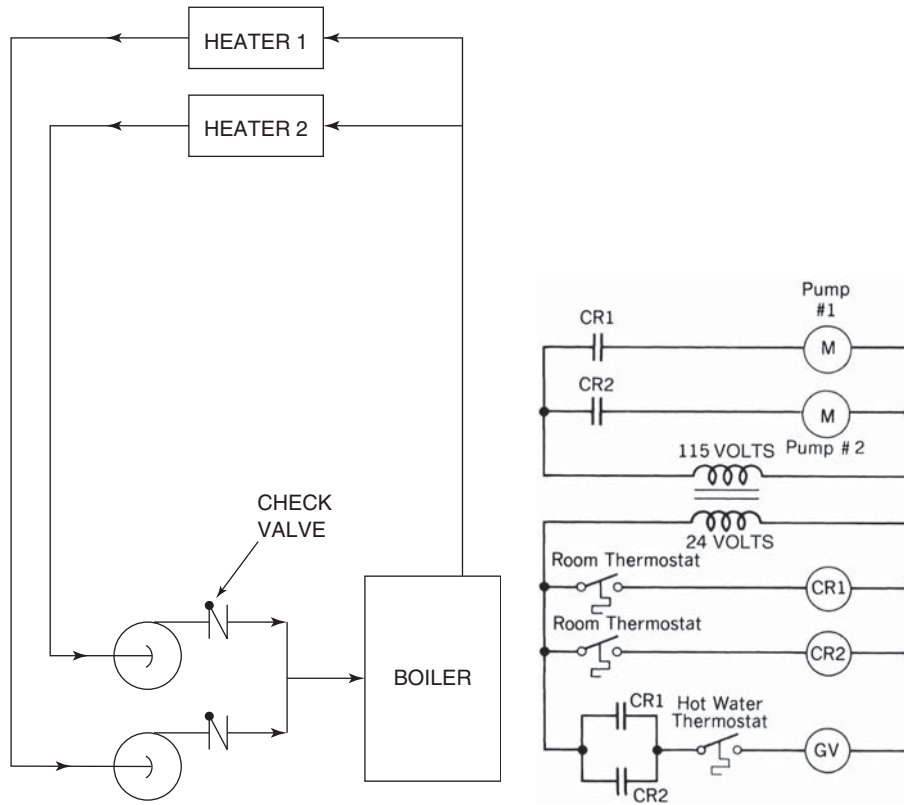 HEATER 1
HEATER 2
CHECK
VALVE
BOILER
Pump
#1
CR1
M
CR2
M
Pump # 2
115 VOLTS
24 VOLTS
Room Thermostat
CR1
Room Thermostat
CR2
CR1
Hot Water
Thermostat
GV
CR2